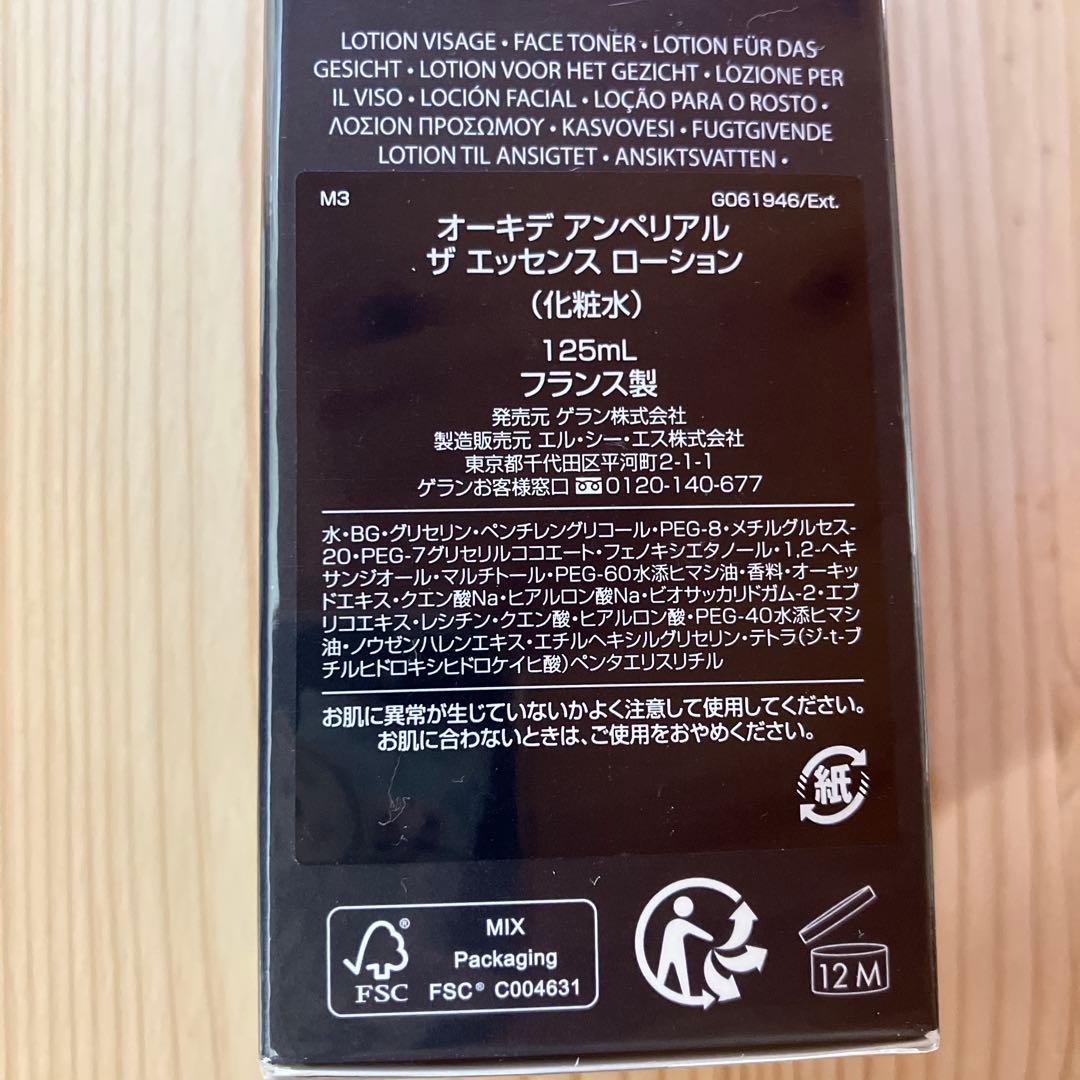 LOTION VISAGE • FACE TONER • LOTION FÜR DAS
GESICHT • LOTION VOOR HET GEZICHT • LOZIONE PER
IL VISO • LOCIÓN FACIAL • LOÇÃO PARA O ROSTO •
ΛΟΣΙΟΝ ΠΡΟΣΩΜΟΥ • KASVOVESI • FUGTGIVENDE
LOTION TIL ANSIGTET • ANSIKTSVATTEN •
M3 G061946/Ext.
オーキデ アンペリアル
ザ エッセンス ローション
(化粧水)
125mL
フランス製
発売元 ゲラン株式会社
製造販売元 エル・シー・エス株式会社
東京都千代田区平河町2-1-1
ゲランお客様窓口 0120-140-677
水・BG・グリセリン・ペンチレングリコール・PEG-8・メチルグルセス-
20・PEG-7グリセリルココエート・フェノキシエタノール・1,2-ヘキ
サンジオール・マルチトール・PEG-60水添ヒマシ油・香料・オーキッ
ドエキス・クエン酸Na・ヒアルロン酸Na・ビオサッカリドガム-2・エブ
リコエキス・レシチン・クエン酸・ヒアルロン酸・PEG-40水添ヒマシ
油・ノウゼンハレンエキス・エチルヘキシルグリセリン・テトラ(ジ-t-ブ
チルヒドロキシヒドロケイヒ酸)ペンタエリスリチル
お肌に異常が生じていないかよく注意して使用してください。
お肌に合わないときは、ご使用をおやめください。
紙
MIX
Packaging
FSC® C004631
FSC
12 M